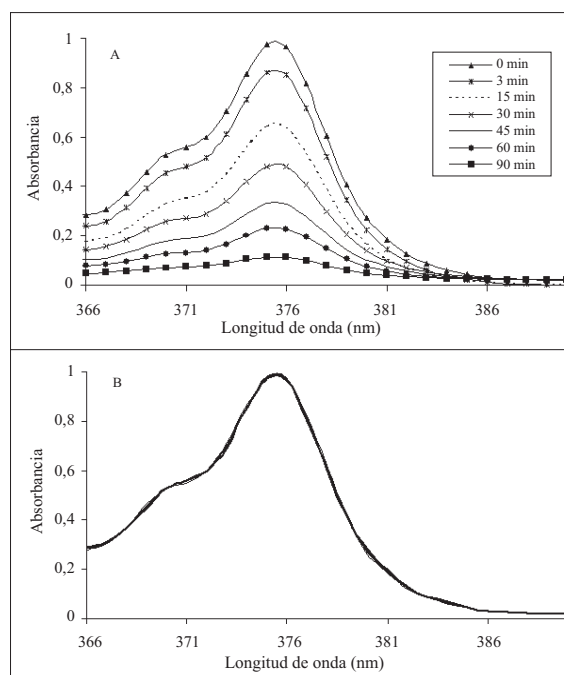 A
Absorbancia
1
0,8
0,6
0,4
0,2
0
366
371
376
381
386
Longitud de onda (nm)
0 min
3 min
15 min
30 min
45 min
60 min
90 min
B
Absorbancia
1
0,8
0,6
0,4
0,2
0
366
371
376
381
386
Longitud de onda (nm)